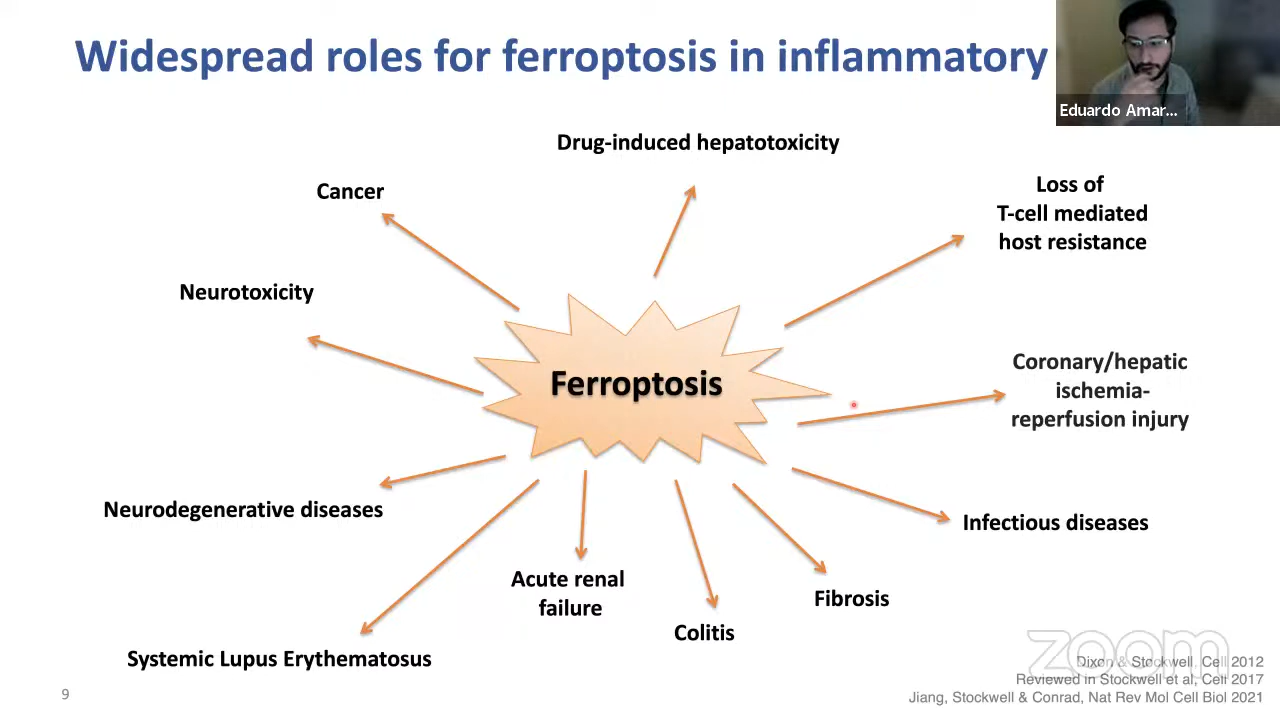 Widespread roles for ferroptosis in inflammatory
Eduardo Amar...
Drug-induced hepatotoxicity
Cancer
Loss of
T-cell mediated
host resistance
Neurotoxicity
Ferroptosis
Coronary/hepatic
ischemia-
reperfusion injury
Neurodegenerative diseases
Infectious diseases
Acute renal
failure
Fibrosis
Colitis
Systemic Lupus Erythematosus
zoom
Dixon & Stockwell, Cell 2012
Reviewed in Stockwell et al, Cell 2017
Jiang, Stockwell & Conrad, Nat Rev Mol Cell Biol 2021
9